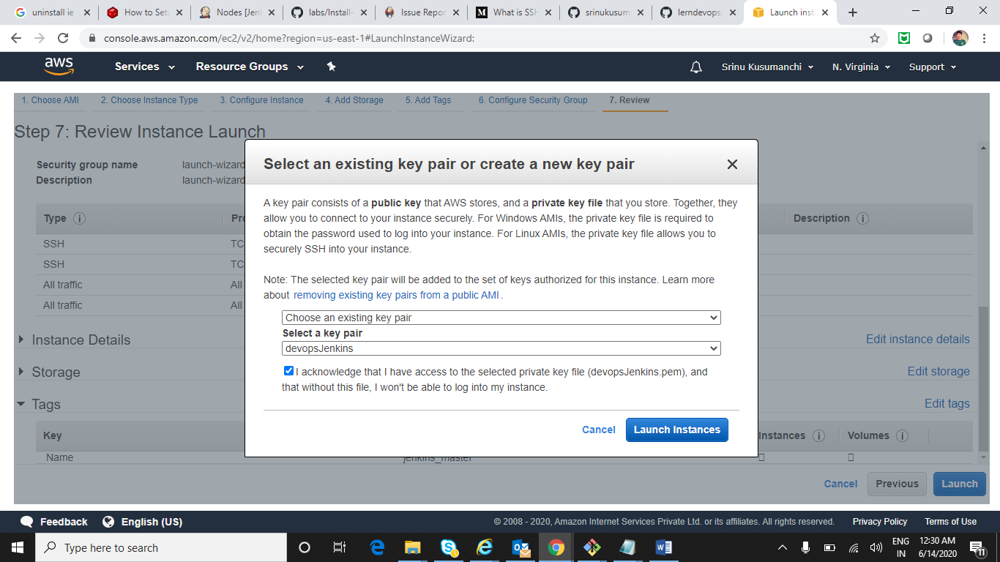 uninstall ie
How to Setu
Nodes [Jenk
labs/Install-
Issue Repor
What is SSH
srinukusum
lerndevops/
Launch inst
console.aws.amazon.com/ec2/v2/home?region=us-east-1#LaunchInstanceWizard:
aws Services Resource Groups Srinu Kusumanchi N. Virginia Support
1. Choose AMI 2. Choose Instance Type 3. Configure Instance 4. Add Storage 5. Add Tags 6. Configure Security Group 7. Review
Step 7: Review Instance Launch
Security group name launch-wizard
Description launch-wizard
Type Pro Description
SSH TC
SSH TC
All traffic All
All traffic All
Instance Details Edit instance details
Storage Edit storage
Tags Edit tags
Key Instances Volumes
Name jenkins_master
Select an existing key pair or create a new key pair
A key pair consists of a public key that AWS stores, and a private key file that you store. Together, they
allow you to connect to your instance securely. For Windows AMIs, the private key file is required to
obtain the password used to log into your instance. For Linux AMIs, the private key file allows you to
securely SSH into your instance.
Note: The selected key pair will be added to the set of keys authorized for this instance. Learn more
about removing existing key pairs from a public AMI.
Choose an existing key pair
Select a key pair
devopsJenkins
I acknowledge that I have access to the selected private key file (devopsJenkins.pem), and
that without this file, I won't be able to log into my instance.
Cancel Launch Instances
Cancel Previous Launch
Feedback English (US) © 2008 - 2020, Amazon Internet Services Private Ltd. or its affiliates. All rights reserved. Privacy Policy Terms of Use
Type here to search
ENG
IN
12:30 AM
6/14/2020
11